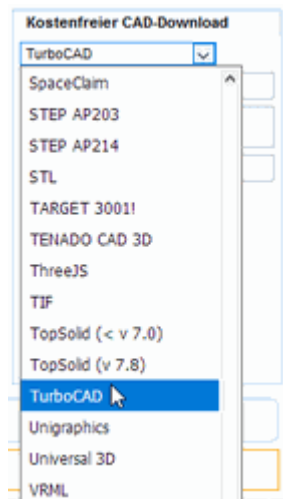 Kostenfreier CAD-Download
TurboCAD
SpaceClaim
STEP AP203
STEP AP214
STL
TARGET 3001!
TENADO CAD 3D
ThreeJS
TIF
TopSolid (< v 7.0)
TopSolid (v 7.8)
TurboCAD
Unigraphics
Universal 3D
VRML